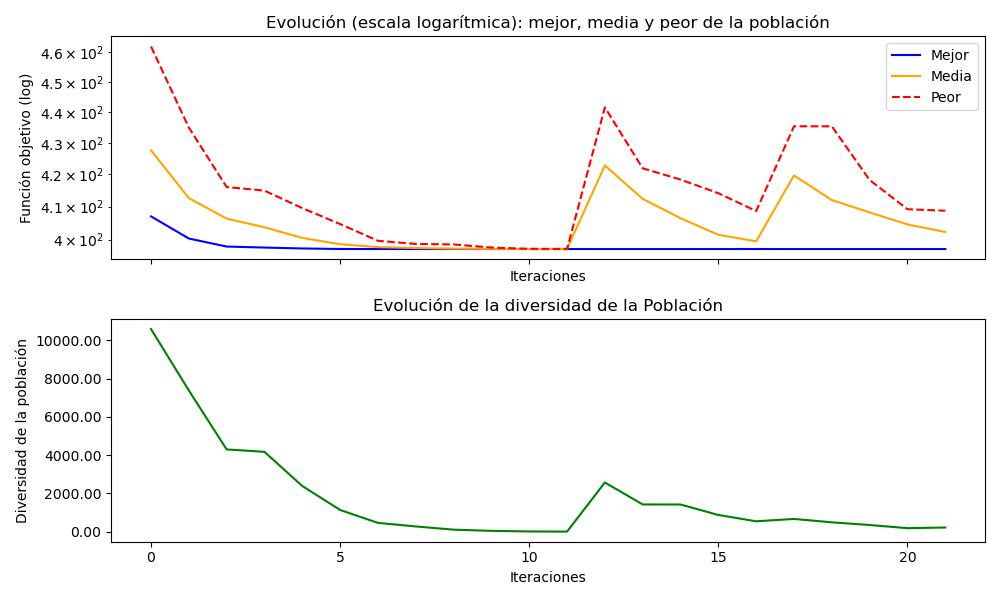 Evolución (escala logarítmica): mejor, media y peor de la población
Función objetivo (log)
4.6 × 10²
4.5 × 10²
4.4 × 10²
4.3 × 10²
4.2 × 10²
4.1 × 10²
4 × 10²
Mejor
Media
Peor
Iteraciones
Evolución de la diversidad de la Población
Diversidad de la población
10000.00
8000.00
6000.00
4000.00
2000.00
0.00
0 5 10 15 20
Iteraciones